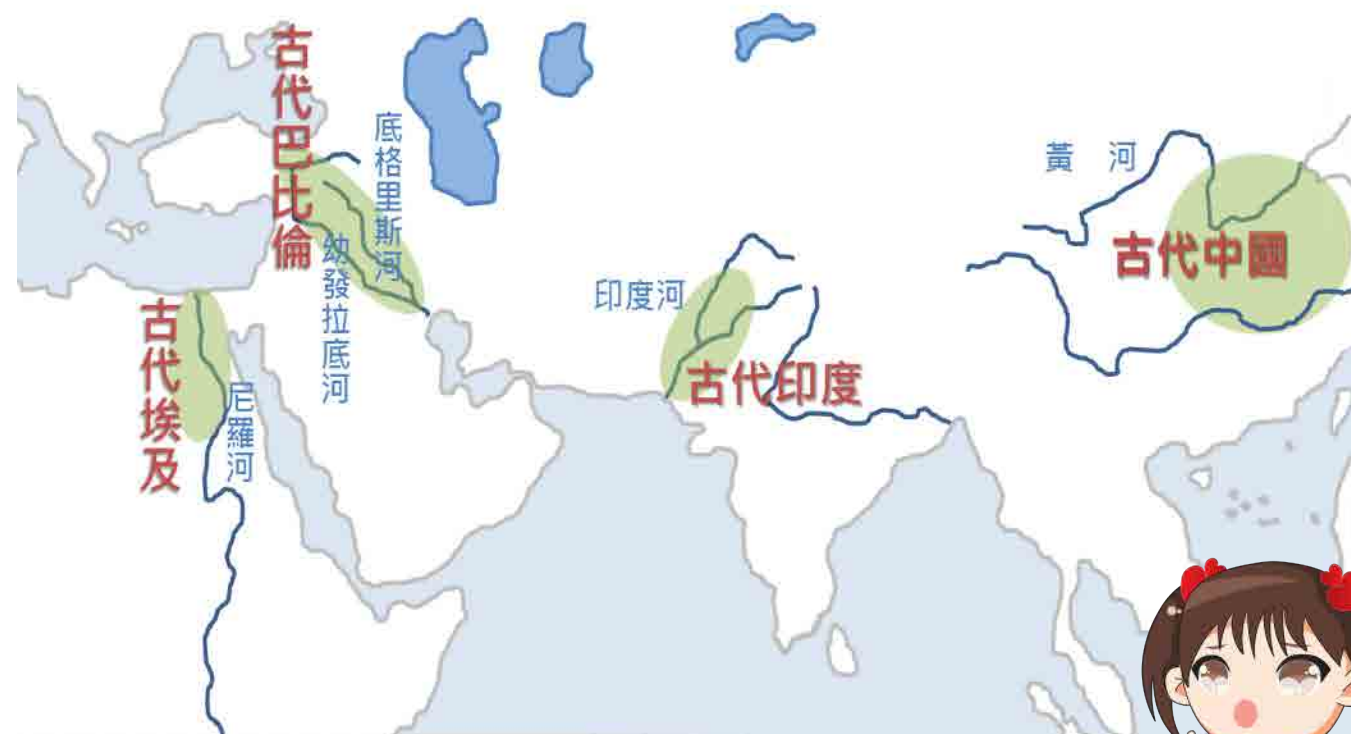 古代巴比倫
底格里斯河
幼發拉底河
古代埃及
尼羅河
印度河
古代印度
黃河
古代中國